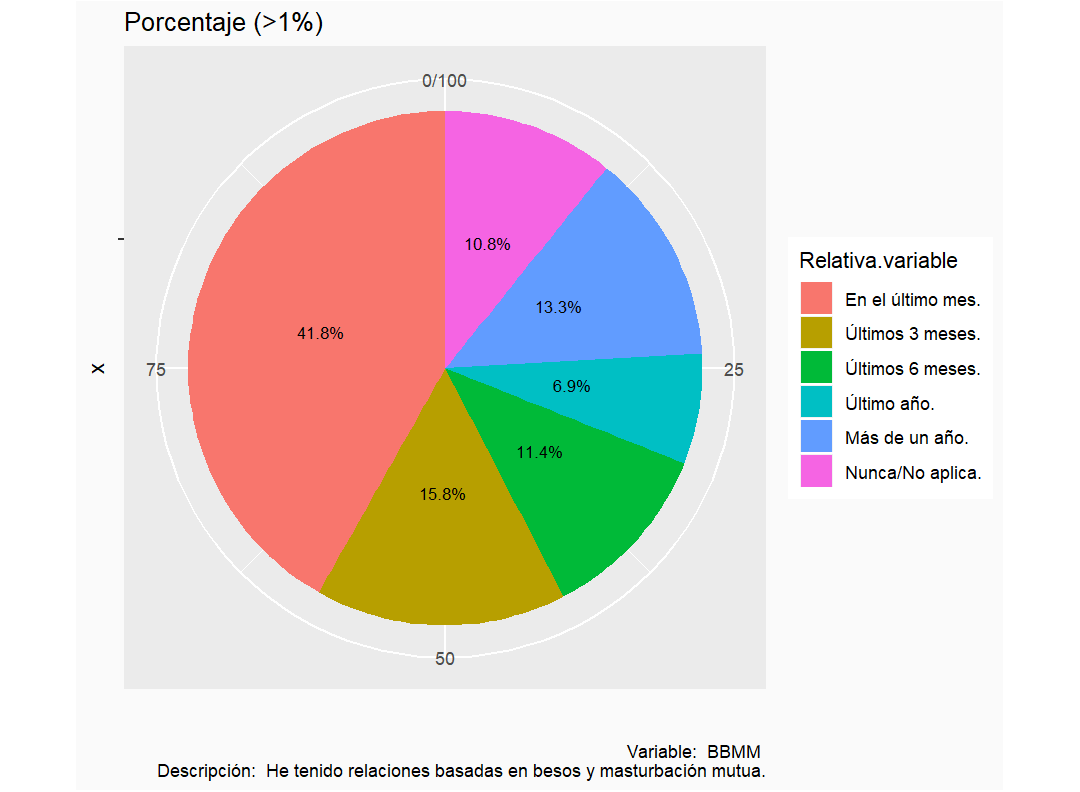 Porcentaje (>1%)
0/100
10.8%
13.3%
41.8%
6.9%
11.4%
15.8%
75
25
50
x
Relativa.variable
En el último mes.
Últimos 3 meses.
Últimos 6 meses.
Último año.
Más de un año.
Nunca/No aplica.
Variable:  BBMM
Descripción:  He tenido relaciones basadas en besos y masturbación mutua.